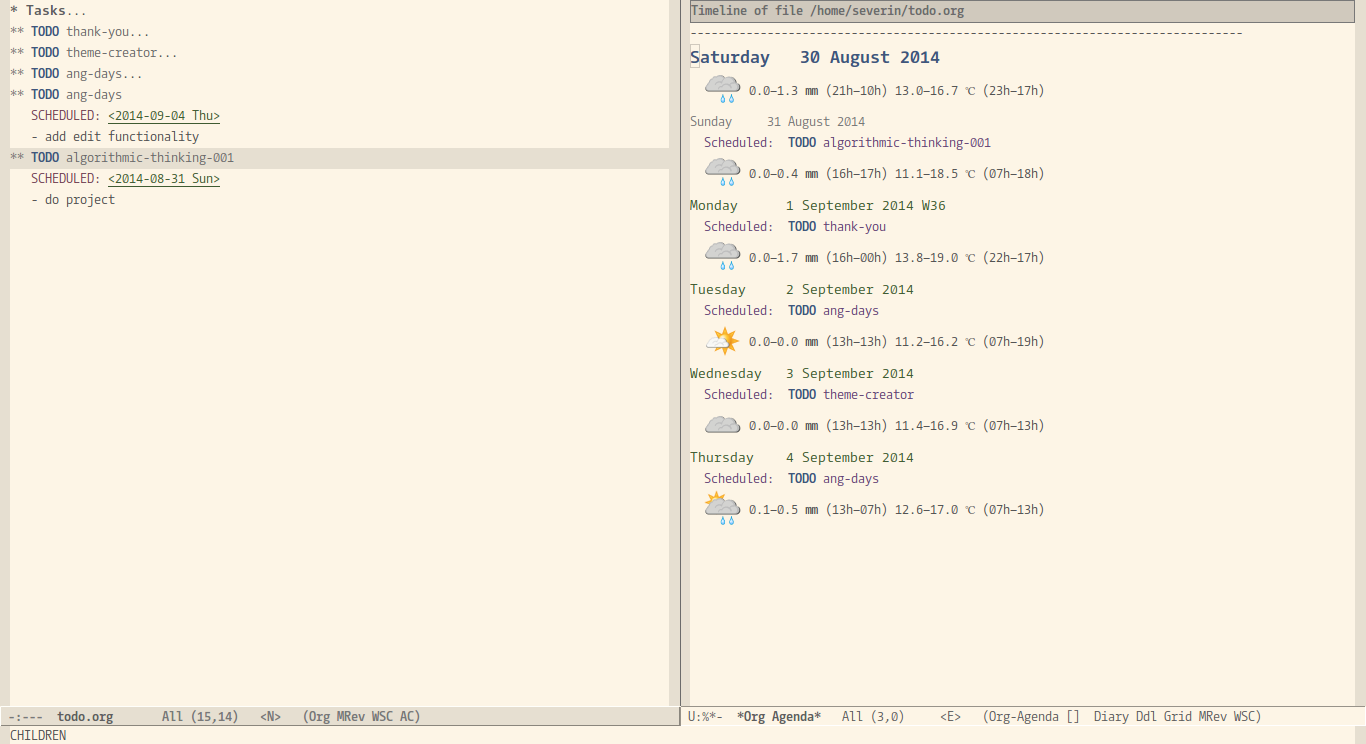 * Tasks...
** TODO thank-you...
** TODO theme-creator...
** TODO ang-days...
** TODO ang-days
SCHEDULED: <2014-09-04 Thu>
- add edit functionality
** TODO algorithmic-thinking-001
SCHEDULED: <2014-08-31 Sun>
- do project
-:--- todo.org All (15,14) <N> (Org MRev WSC AC)
Timeline of file /home/severin/todo.org
-------------------------------------------------------------------------------
Saturday 30 August 2014
0.0–1.3 mm (21h–10h) 13.0–16.7 ℃ (23h–17h)
Sunday 31 August 2014
Scheduled: TODO algorithmic-thinking-001
0.0–0.4 mm (16h–17h) 11.1–18.5 ℃ (07h–18h)
Monday 1 September 2014 W36
Scheduled: TODO thank-you
0.0–1.7 mm (16h–00h) 13.8–19.0 ℃ (22h–17h)
Tuesday 2 September 2014
Scheduled: TODO ang-days
0.0–0.0 mm (13h–13h) 11.2–16.2 ℃ (07h–19h)
Wednesday 3 September 2014
Scheduled: TODO theme-creator
0.0–0.0 mm (13h–13h) 11.4–16.9 ℃ (07h–13h)
Thursday 4 September 2014
Scheduled: TODO ang-days
0.1–0.5 mm (13h–07h) 12.6–17.0 ℃ (07h–13h)
U:%*- *Org Agenda* All (3,0) <E> (Org-Agenda [] Diary Ddl Grid MRev WSC)
CHILDREN